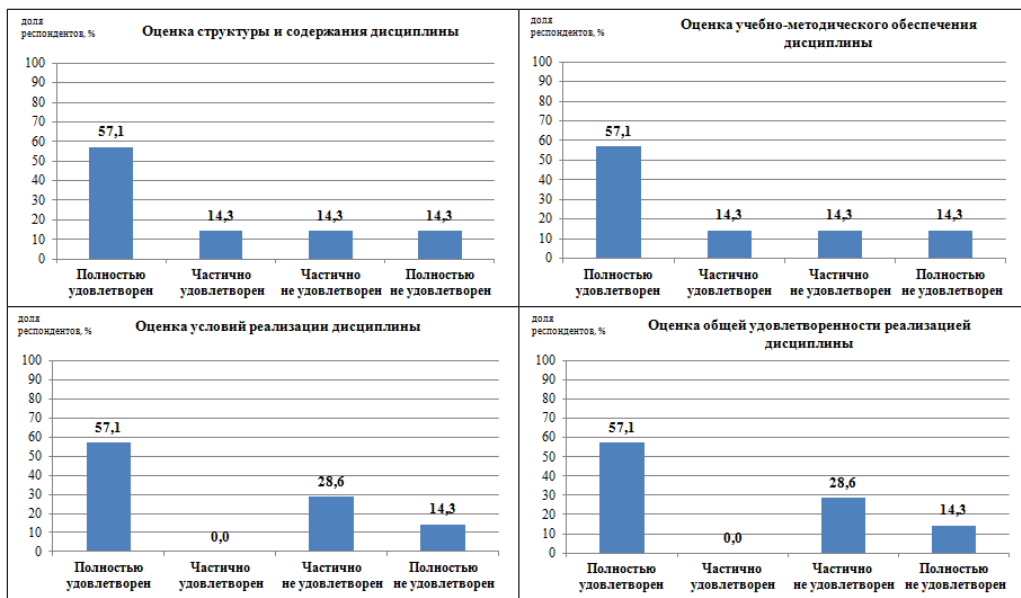 доля
респондентов, %
Оценка структуры и содержания дисциплины
100
90
80
70
60
50
40
30
20
10
0
57,1
14,3
14,3
14,3
Полностью
удовлетворен
Частично
удовлетворен
Частично
не удовлетворен
Полностью
не удовлетворен
доля
респондентов, %
Оценка учебно-методического обеспечения
дисциплины
100
90
80
70
60
50
40
30
20
10
0
57,1
14,3
14,3
14,3
Полностью
удовлетворен
Частично
удовлетворен
Частично
не удовлетворен
Полностью
не удовлетворен
доля
респондентов, %
Оценка условий реализации дисциплины
100
90
80
70
60
50
40
30
20
10
0
57,1
0,0
28,6
14,3
Полностью
удовлетворен
Частично
удовлетворен
Частично
не удовлетворен
Полностью
не удовлетворен
доля
респондентов, %
Оценка общей удовлетворенности реализацией
дисциплины
100
90
80
70
60
50
40
30
20
10
0
57,1
0,0
28,6
14,3
Полностью
удовлетворен
Частично
удовлетворен
Частично
не удовлетворен
Полностью
не удовлетворен